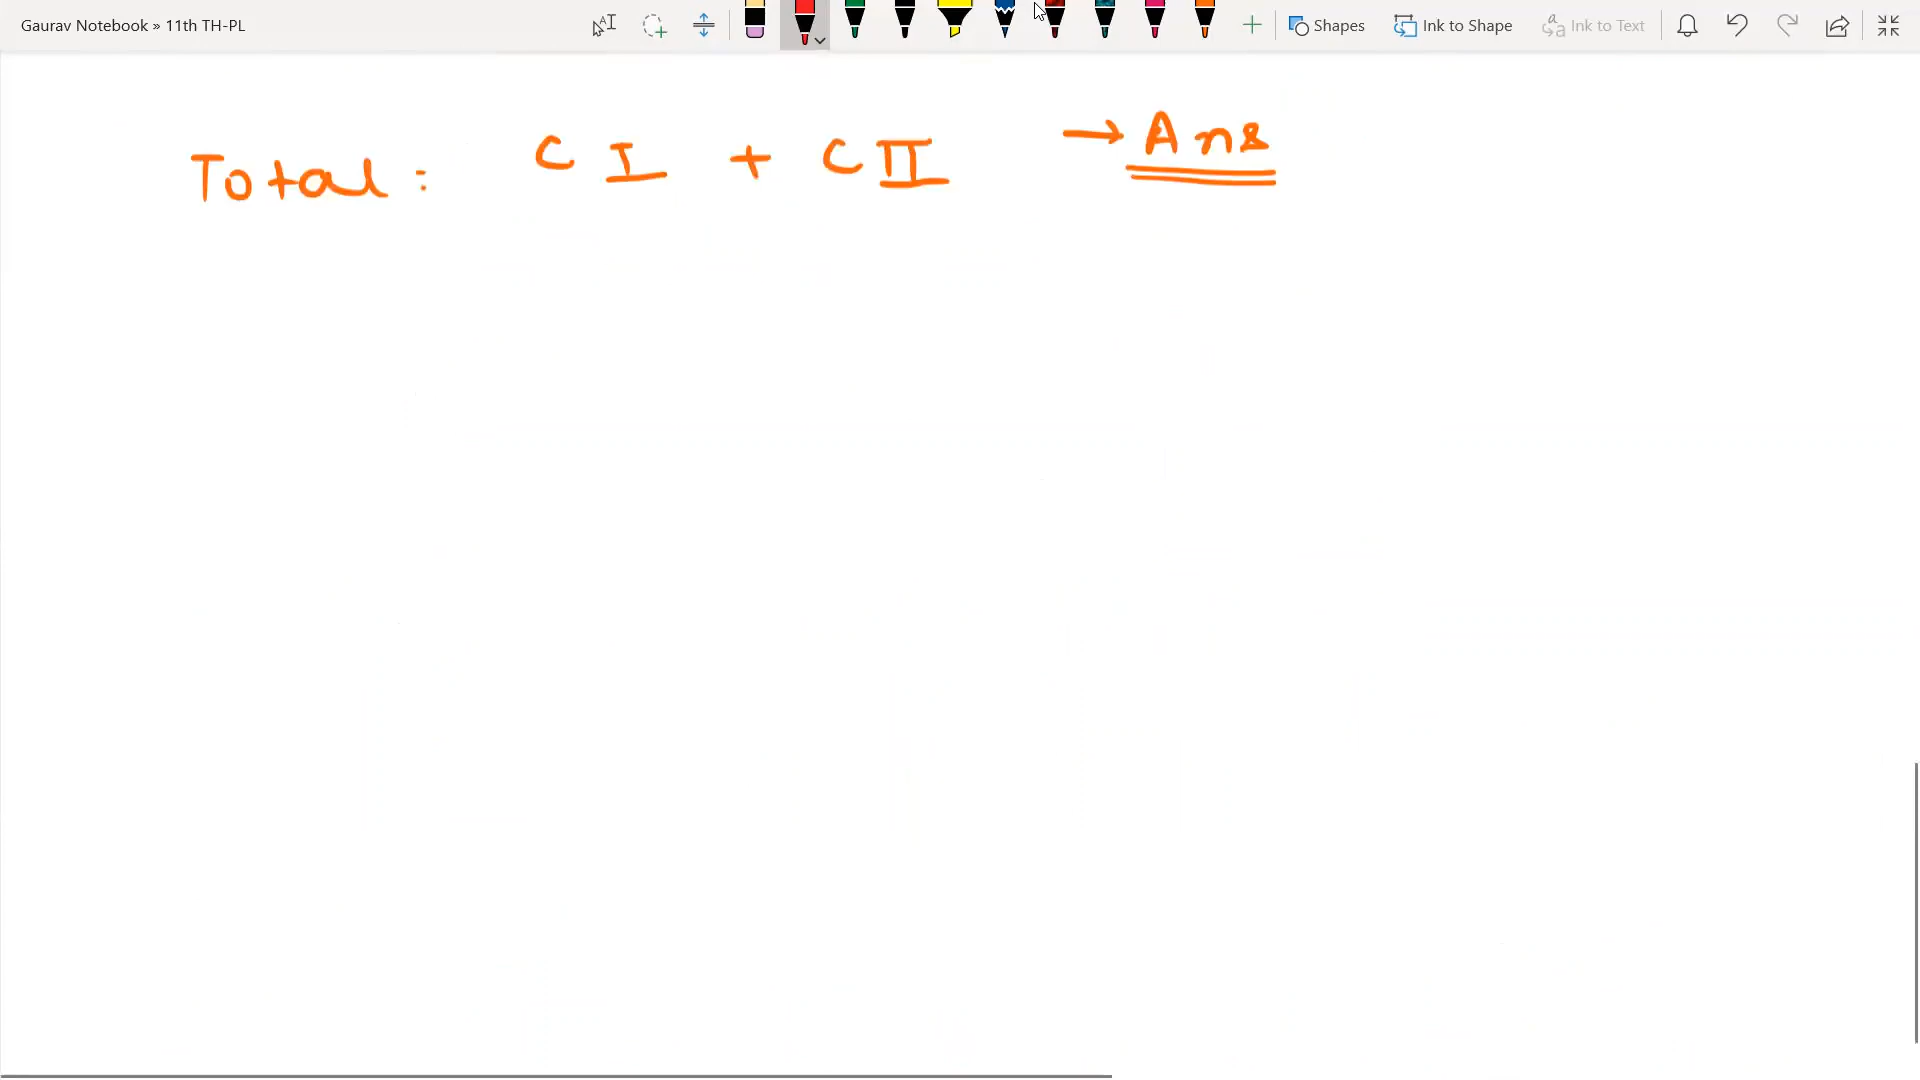 Gaurav Notebook » 11th TH-PL
Shapes
Ink to Shape
Ink to Text
Total: C I + C II → Ans